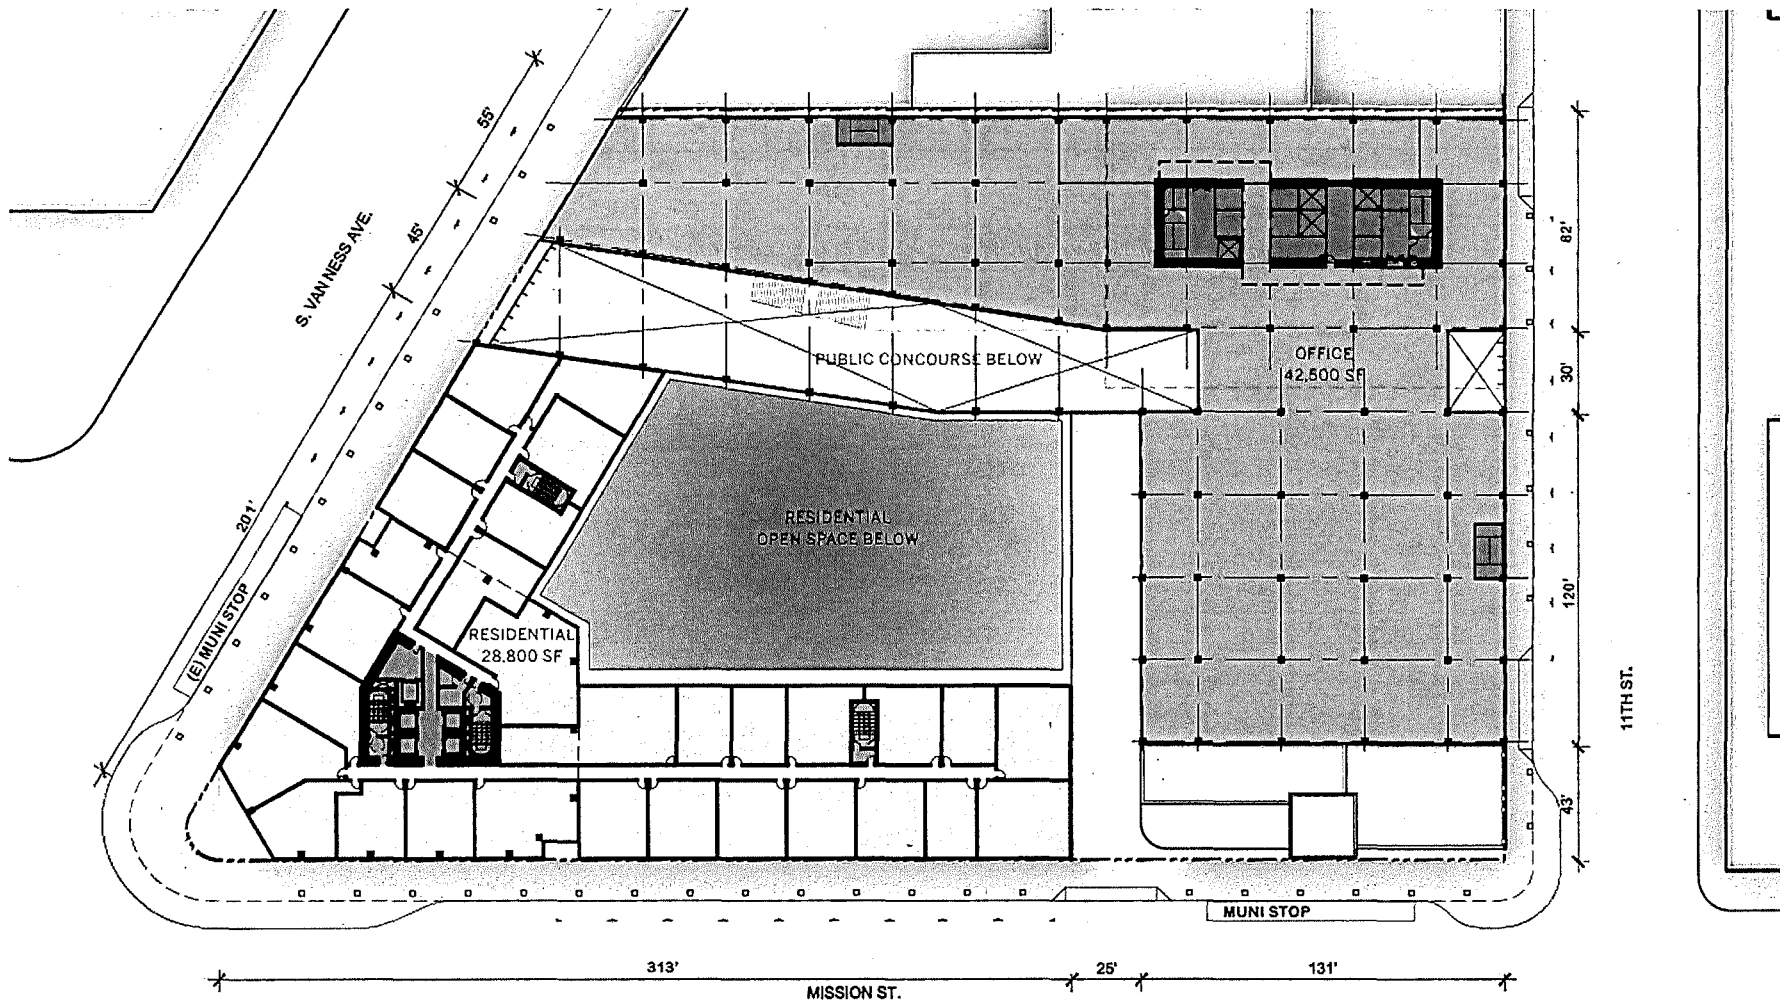 55'
45'
S. VAN NESS AVE.
201'
(E) MUNI STOP
82'
30'
120'
43'
11TH ST.
PUBLIC CONCOURSE BELOW
OFFICE
42,500 SF
RESIDENTIAL
OPEN SPACE BELOW
RESIDENTIAL
28,800 SF
MUNI STOP
313'
25'
131'
MISSION ST.